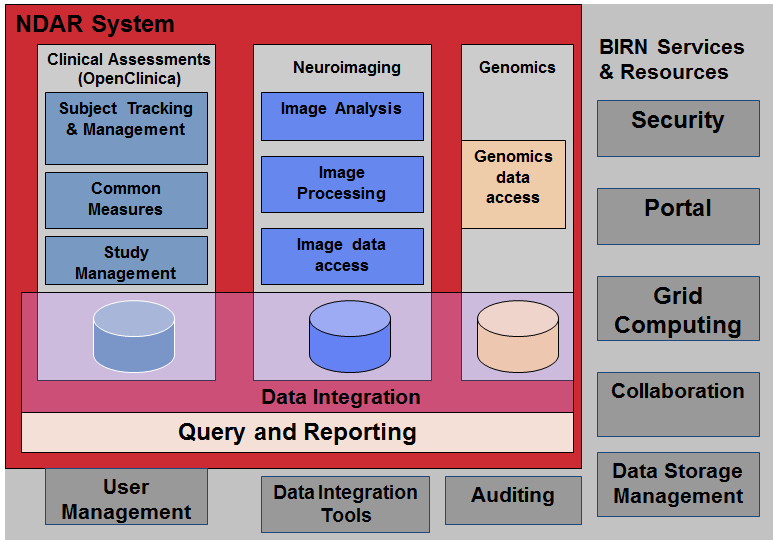 NDAR System
Clinical Assessments
(OpenClinica)
Subject Tracking
& Management
Common
Measures
Study
Management
Neuroimaging
Image Analysis
Image
Processing
Image data
access
Genomics
Genomics
data
access
Data Integration
Query and Reporting
BIRN Services
& Resources
Security
Portal
Grid
Computing
Collaboration
Data Storage
Management
User
Management
Data Integration
Tools
Auditing